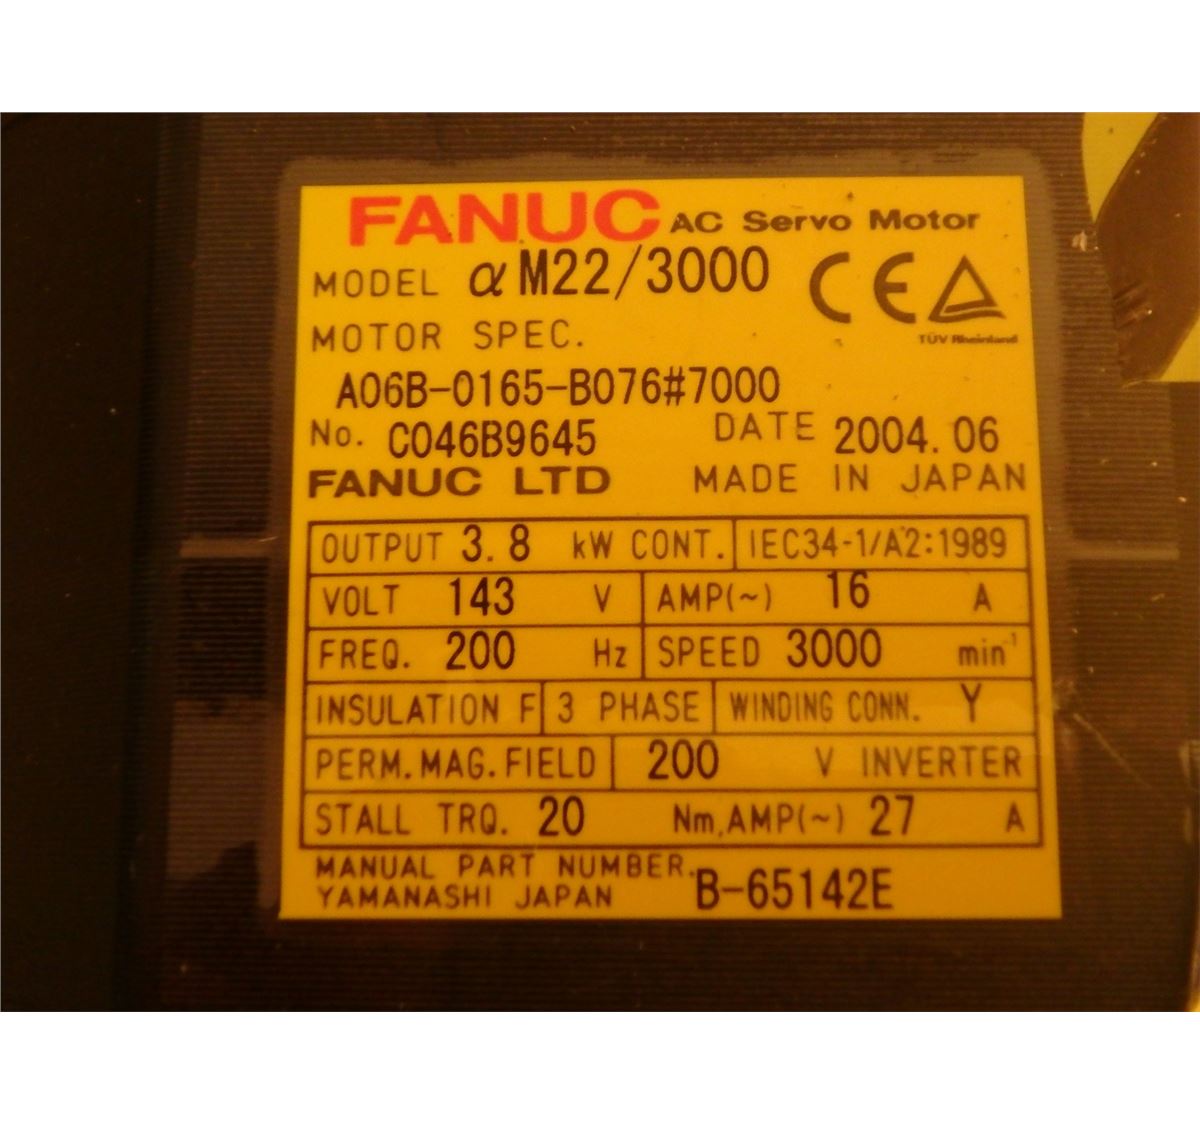 FANUC AC Servo Motor
MODEL αM22/3000 CE
TÜV Rheinland
MOTOR SPEC.
A06B-0165-B076#7000
No. C046B9645 DATE 2004.06
FANUC LTD MADE IN JAPAN
OUTPUT 3.8 kW CONT. IEC34-1/A2:1989
VOLT 143 V AMP(~) 16 A
FREQ. 200 Hz SPEED 3000 min⁻¹
INSULATION F 3 PHASE WINDING CONN. Y
PERM.MAG.FIELD 200 V INVERTER
STALL TRQ. 20 Nm,AMP(~) 27 A
MANUAL PART NUMBER. B-65142E
YAMANASHI JAPAN